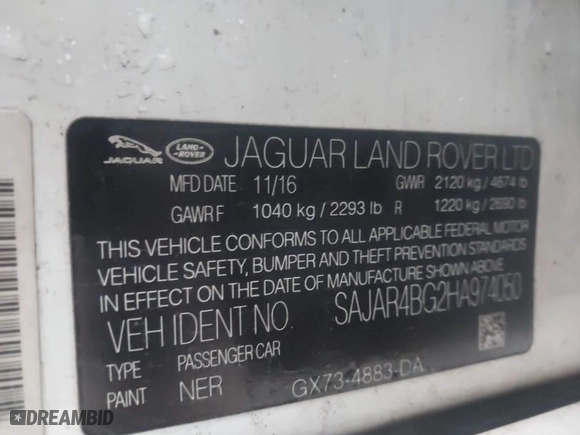 JAGUAR LAND-ROVER JAGUAR LAND ROVER LTD
MFD DATE 11/16 GWR 2120 kg / 4674 lb
GAWR F 1040 kg / 2293 lb R 1220 kg / 2690 lb
THIS VEHICLE CONFORMS TO ALL APPLICABLE FEDERAL MOTOR
VEHICLE SAFETY, BUMPER AND THEFT PREVENTION STANDARDS
IN EFFECT ON THE DATE OF MANUFACTURE SHOWN ABOVE
VEH IDENT NO. SAJAR4BG2HA974050
TYPE PASSENGER CAR
PAINT NER GX73-4883-DA
DREAMBID